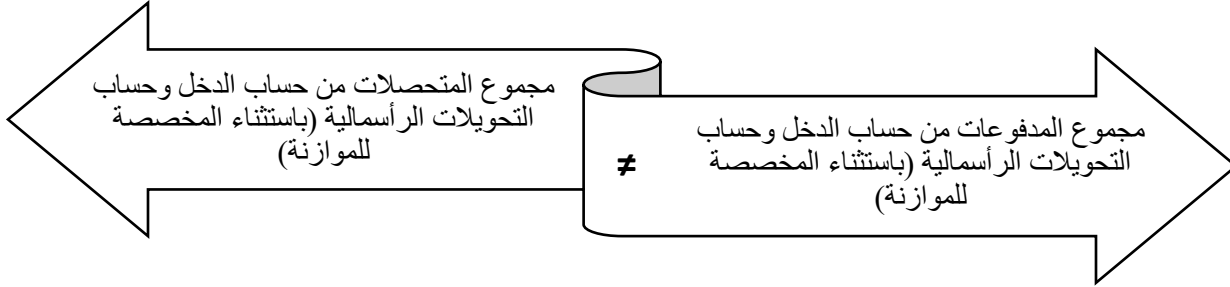 مجموع المتحصلات من حساب الدخل وحساب
التحويلات الرأسمالية (باستثناء المخصصة
للموازنة)
≠
مجموع المدفوعات من حساب الدخل وحساب
التحويلات الرأسمالية (باستثناء المخصصة
للموازنة)